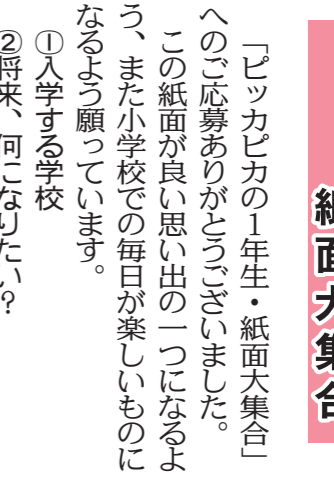 紙面大集合
「ピッカピカの1年生・紙面大集合」
へのご応募ありがとうございました。
この紙面が良い思い出の一つになるよ
う、また小学校での毎日が楽しいものに
なるよう願っています。
①入学する学校
②将来、何になりたい？